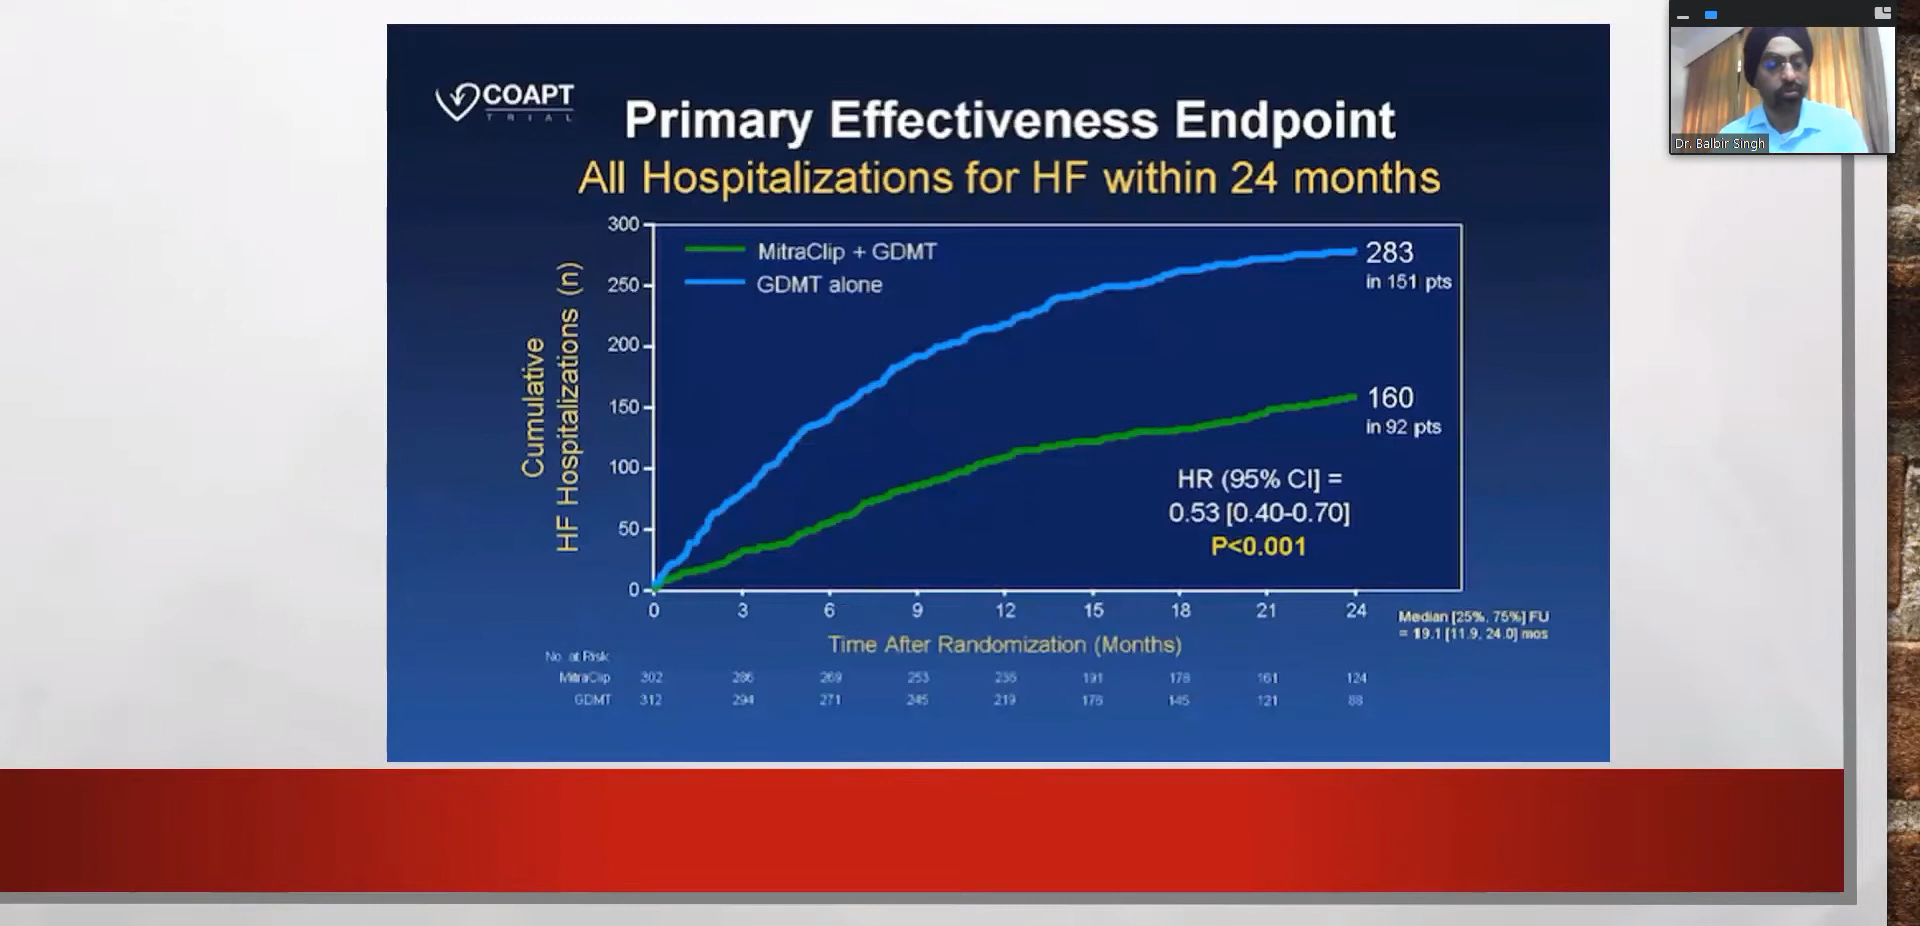 COAPT
TRIAL
Primary Effectiveness Endpoint
All Hospitalizations for HF within 24 months
Cumulative
HF Hospitalizations (n)
300
250
200
150
100
50
0
MitraClip + GDMT
GDMT alone
283
in 151 pts
160
in 92 pts
HR (95% CI] =
0.53 [0.40-0.70]
P<0.001
0 3 6 9 12 15 18 21 24
Time After Randomization (Months)
Median [25%, 75%] FU
= 19.1 [11.9, 24.0] mos
No. at Risk
MitraClip 302 286 269 253 236 191 178 161 124
GDMT 312 294 271 245 219 176 145 121 88
Dr. Balbir Singh